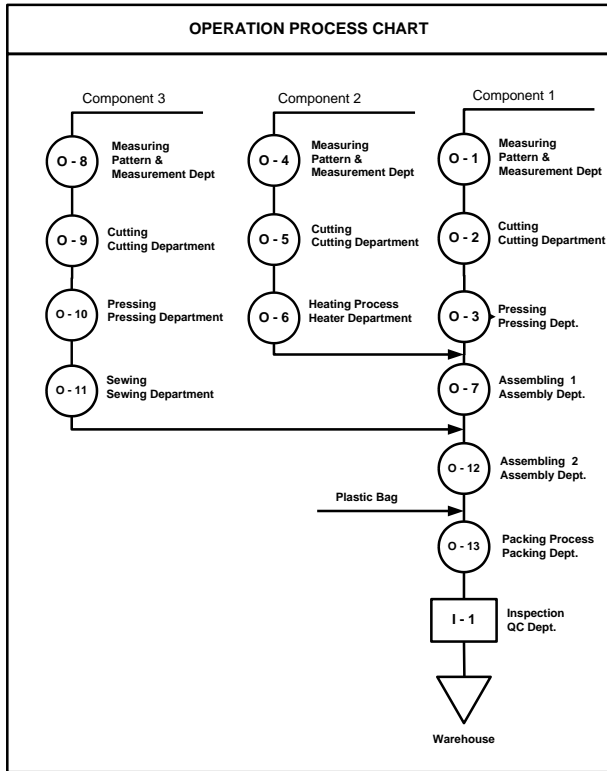 OPERATION PROCESS CHART
Component 3
Component 2
Component 1
O - 8
Measuring
Pattern &
Measurement Dept
O - 4
Measuring
Pattern &
Measurement Dept
O - 1
Measuring
Pattern &
Measurement Dept
O - 9
Cutting
Cutting Department
O - 5
Cutting
Cutting Department
O - 2
Cutting
Cutting Department
O - 10
Pressing
Pressing Department
O - 6
Heating Process
Heater Department
O - 3
Pressing
Pressing Dept.
O - 11
Sewing
Sewing Department
O - 7
Assembling 1
Assembly Dept.
O - 12
Assembling 2
Assembly Dept.
Plastic Bag
O - 13
Packing Process
Packing Dept.
I - 1
Inspection
QC Dept.
Warehouse